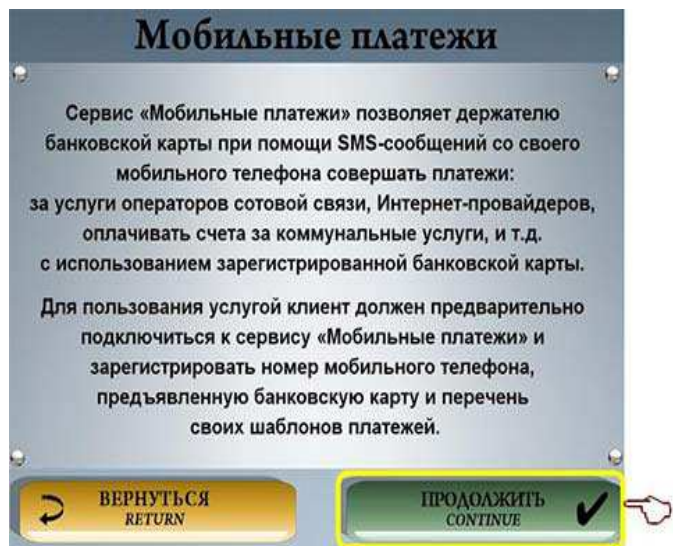 Мобильные платежи
Сервис «Мобильные платежи» позволяет держателю
банковской карты при помощи SMS-сообщений со своего
мобильного телефона совершать платежи:
за услуги операторов сотовой связи, Интернет-провайдеров,
оплачивать счета за коммунальные услуги, и т.д.
с использованием зарегистрированной банковской карты.
Для пользования услугой клиент должен предварительно
подключиться к сервису «Мобильные платежи» и
зарегистрировать номер мобильного телефона,
предъявленную банковскую карту и перечень
своих шаблонов платежей.
ВЕРНУТЬСЯ
RETURN
ПРОДОЛЖИТЬ
CONTINUE